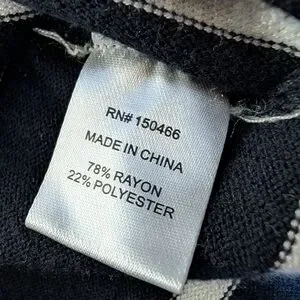 RN# 150466
MADE IN CHINA
78% RAYON
22% POLYESTER